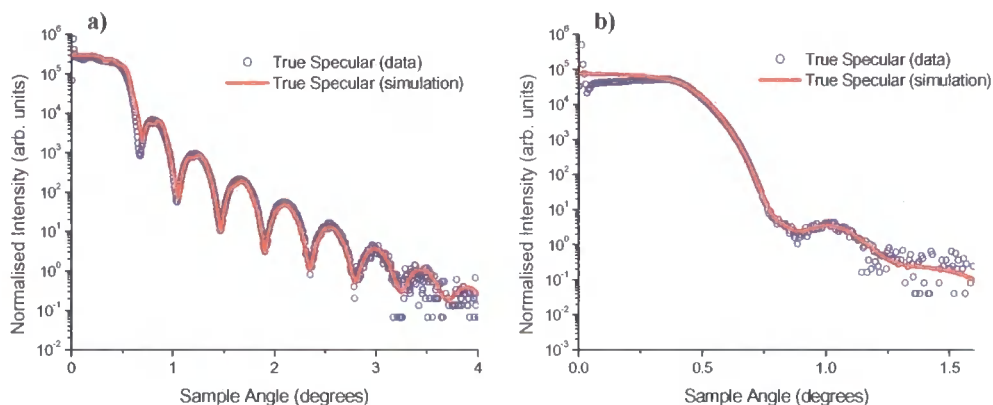 a)
10^6
10^5
10^4
10^3
10^2
10^1
10^0
10^-1
10^-2
0
1
2
3
4
Normalised Intensity (arb. units)
Sample Angle (degrees)
True Specular (data)
True Specular (simulation)
b)
10^6
10^5
10^4
10^3
10^2
10^1
10^0
10^-1
10^-2
10^-3
0.0
0.5
1.0
1.5
Normalised Intensity (arb. units)
Sample Angle (degrees)
True Specular (data)
True Specular (simulation)